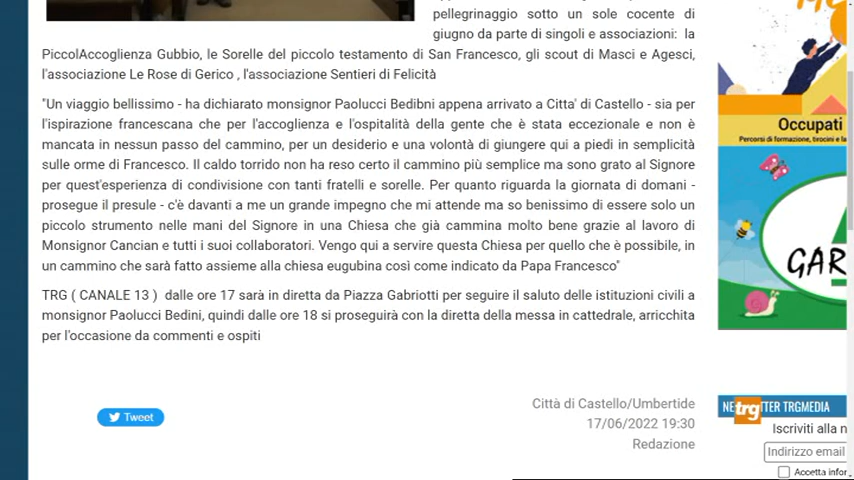 pellegrinaggio sotto un sole cocente di
giugno da parte di singoli e associazioni: la
PiccolAccoglienza Gubbio, le Sorelle del piccolo testamento di San Francesco, gli scout di Masci e Agesci,
l'associazione Le Rose di Gerico , l'associazione Sentieri di Felicità
"Un viaggio bellissimo - ha dichiarato monsignor Paolucci Bedibni appena arrivato a Citta' di Castello - sia per
l'ispirazione francescana che per l'accoglienza e l'ospitalità della gente che è stata eccezionale e non è
mancata in nessun passo del cammino, per un desiderio e una volontà di giungere qui a piedi in semplicità
sulle orme di Francesco. Il caldo torrido non ha reso certo il cammino più semplice ma sono grato al Signore
per quest'esperienza di condivisione con tanti fratelli e sorelle. Per quanto riguarda la giornata di domani -
prosegue il presule - c'è davanti a me un grande impegno che mi attende ma so benissimo di essere solo un
piccolo strumento nelle mani del Signore in una Chiesa che già cammina molto bene grazie al lavoro di
Monsignor Cancian e tutti i suoi collaboratori. Vengo qui a servire questa Chiesa per quello che è possibile, in
un cammino che sarà fatto assieme alla chiesa eugubina così come indicato da Papa Francesco"
TRG ( CANALE 13 ) dalle ore 17 sarà in diretta da Piazza Gabriotti per seguire il saluto delle istituzioni civili a
monsignor Paolucci Bedini, quindi dalle ore 18 si proseguirà con la diretta della messa in cattedrale, arricchita
per l'occasione da commenti e ospiti
Tweet
Città di Castello/Umbertide
17/06/2022 19:30
Redazione
Occupati
Percorsi di formazione, tirocini e la
GAR
trg
TTER TRGMEDIA
Iscriviti alla n
Indirizzo email
Accetta infor